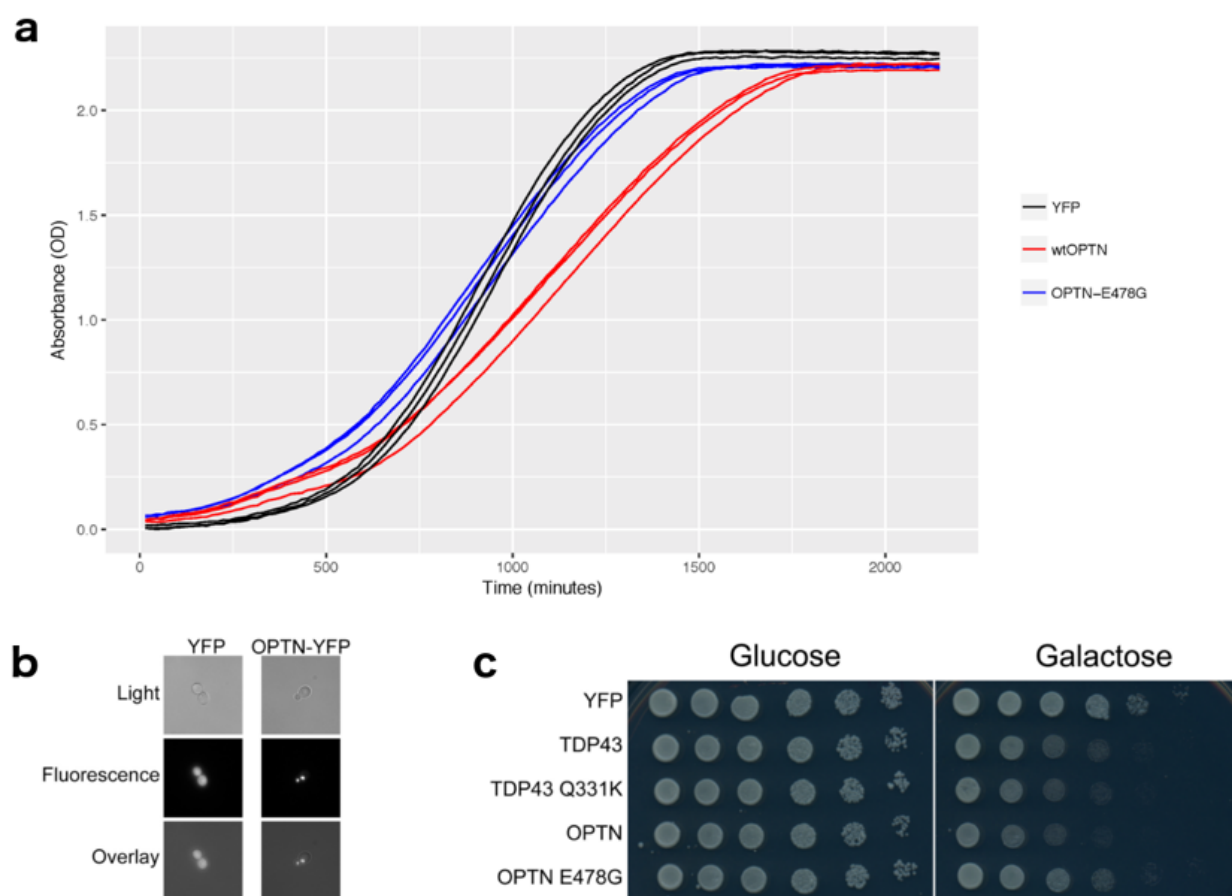 a
2.0
1.5
1.0
0.5
0.0
Absorbance (OD)
0
500
1000
1500
2000
Time (minutes)
YFP
wtOPTN
OPTN–E478G
b
YFP
OPTN-YFP
Light
Fluorescence
Overlay
c
Glucose
Galactose
YFP
TDP43
TDP43 Q331K
OPTN
OPTN E478G